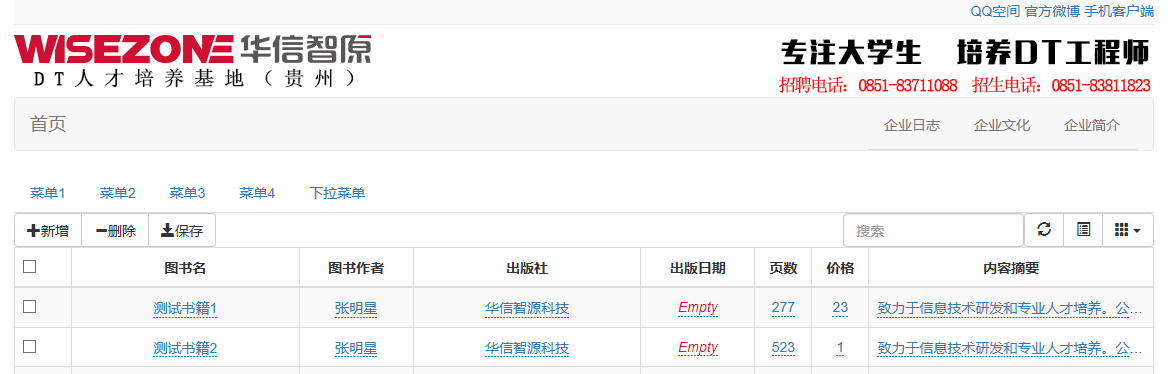 QQ空间 官方微博 手机客户端
WISEZONE华信智原
DT人才培养基地（贵州）
专注大学生 培养DT工程师
招聘电话：0851-83711088 招生电话：0851-83811823
首页 企业日志 企业文化 企业简介
菜单1 菜单2 菜单3 菜单4 下拉菜单
新增 删除 保存 搜索
图书名 图书作者 出版社 出版日期 页数 价格 内容摘要
测试书籍1 张明星 华信智源科技 Empty 277 23 致力于信息技术研发和专业人才培养。公…
测试书籍2 张明星 华信智源科技 Empty 523 1 致力于信息技术研发和专业人才培养。公…